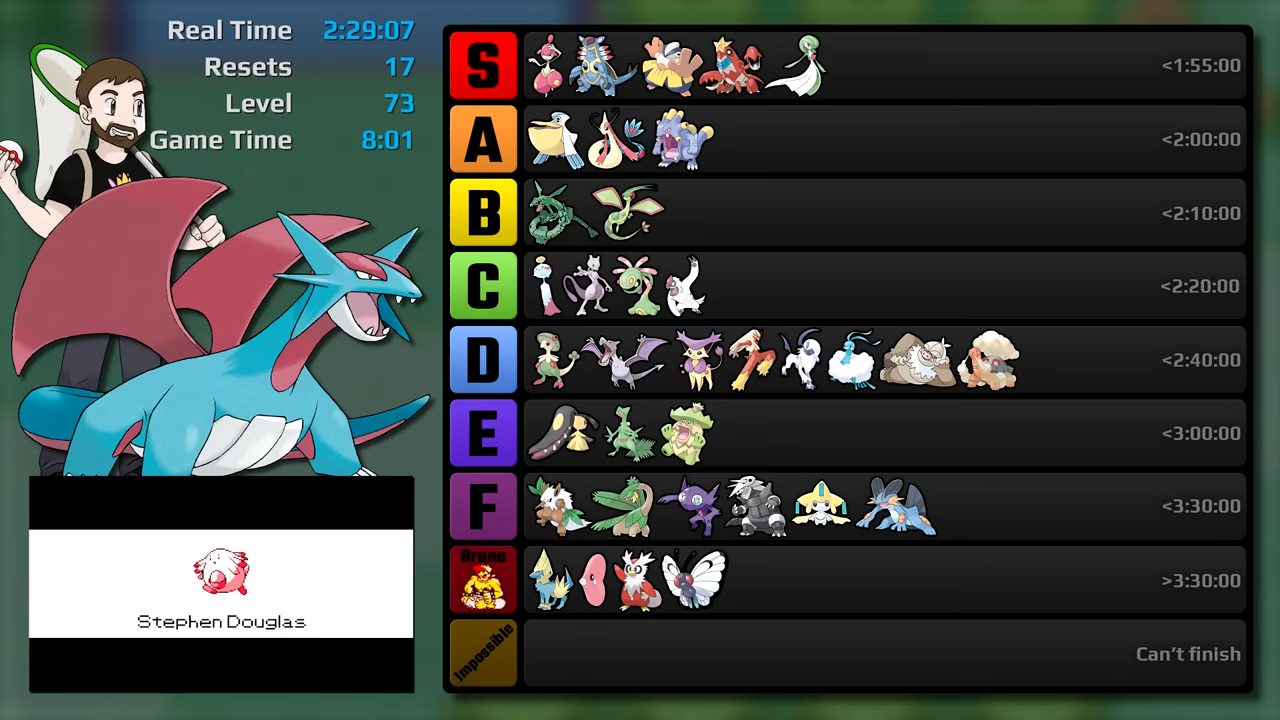 Real Time 2:29:07
Resets 17
Level 73
Game Time 8:01
Stephen Douglas
S <1:55:00
A <2:00:00
B <2:10:00
C <2:20:00
D <2:40:00
E <3:00:00
F <3:30:00
Bruno >3:30:00
Impossible Can't finish